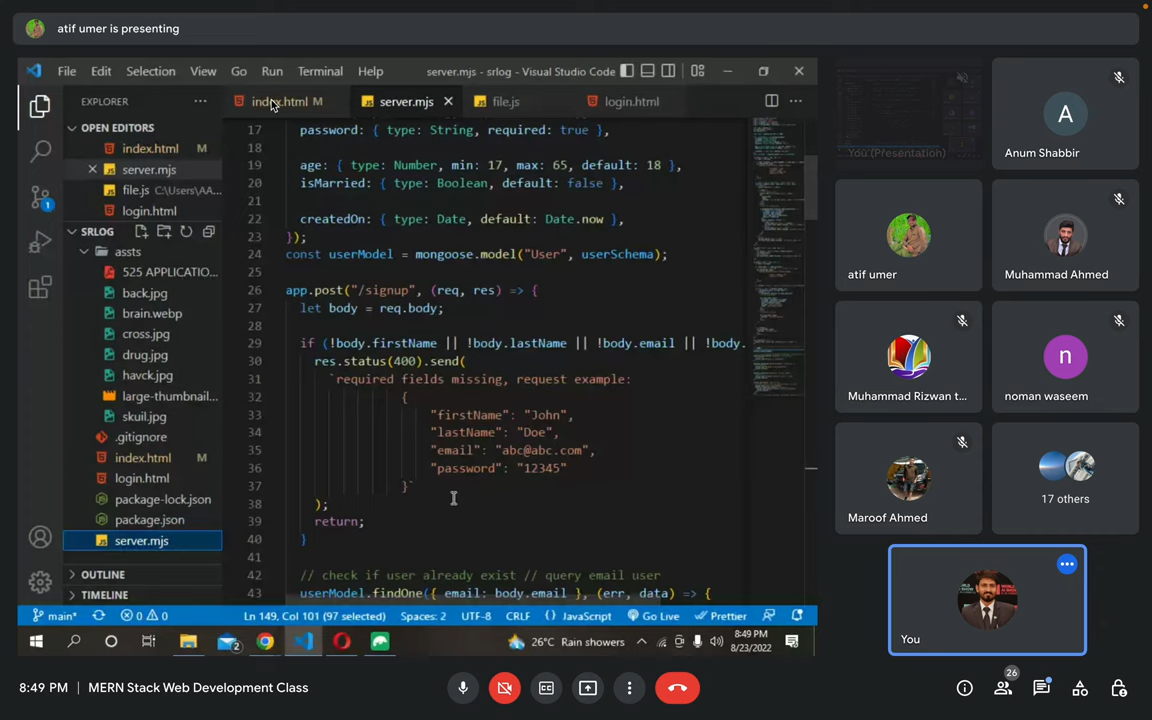 atif umer is presenting
File Edit Selection View Go Run Terminal Help
server.mjs - srlog - Visual Studio Code
EXPLORER
index.html M
server.mjs
file.js
login.html
OPEN EDITORS
index.html M
server.mjs
file.js C:\Users\AA...
login.html
SRLOG
assts
525 APPLICATIO...
back.jpg
brain.webp
cross.jpg
drug.jpg
havck.jpg
large-thumbnail...
skuil.jpg
.gitignore
index.html M
login.html
package-lock.json
package.json
server.mjs
OUTLINE
TIMELINE
17 password: { type: String, required: true },
18
19 age: { type: Number, min: 17, max: 65, default: 18 },
20 isMarried: { type: Boolean, default: false },
21
22 createdOn: { type: Date, default: Date.now },
23 });
24 const userModel = mongoose.model("User", userSchema);
25
26 app.post("/signup", (req, res) => {
27 let body = req.body;
28
29 if (!body.firstName || !body.lastName || !body.email || !body.
30 res.status(400).send(
31 `required fields missing, request example:
32 {
33 "firstName": "John",
34 "lastName": "Doe",
35 "email": "abc@abc.com",
36 "password": "12345"
37 }`
38 );
39 return;
40 }
41
42 // check if user already exist // query email user
43 userModel.findOne({ email: body.email }, (err, data) => {
1
main* 0 0 Ln 149, Col 101 (97 selected) Spaces: 2 UTF-8 CRLF JavaScript Go Live Prettier
2
26°C Rain showers
8:49 PM
8/23/2022
You (Presentation)
A
Anum Shabbir
atif umer
Muhammad Ahmed
Muhammad Rizwan t...
n
noman waseem
Maroof Ahmed
17 others
You
8:49 PM | MERN Stack Web Development Class
CC
26